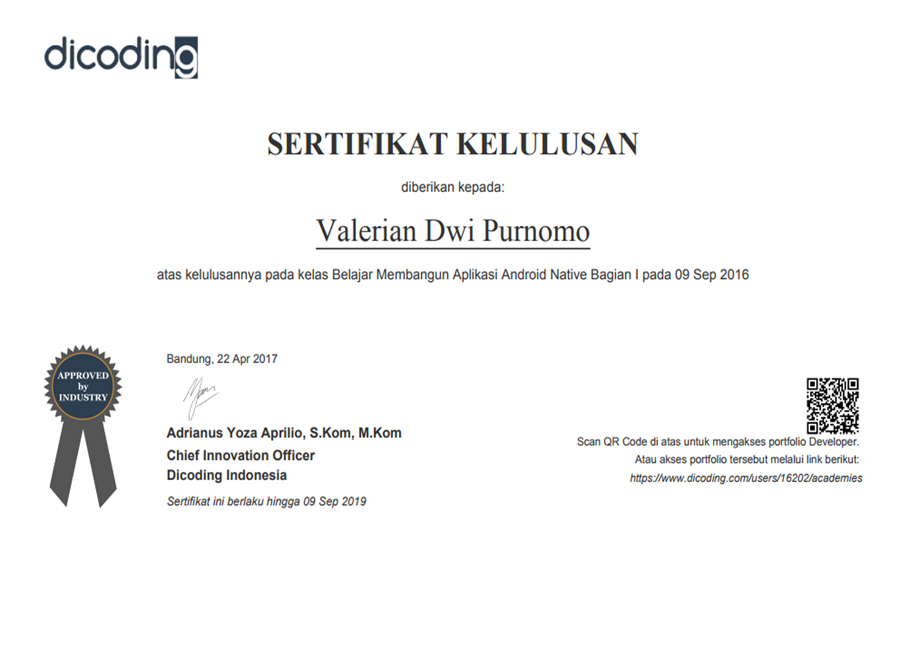 dicoding
SERTIFIKAT KELULUSAN
diberikan kepada:
Valerian Dwi Purnomo
atas kelulusannya pada kelas Belajar Membangun Aplikasi Android Native Bagian I pada 09 Sep 2016
APPROVED
by
INDUSTRY
Bandung, 22 Apr 2017
Adrianus Yoza Aprilio, S.Kom, M.Kom
Chief Innovation Officer
Dicoding Indonesia
Sertifikat ini berlaku hingga 09 Sep 2019
Scan QR Code di atas untuk mengakses portfolio Developer.
Atau akses portfolio tersebut melalui link berikut:
https://www.dicoding.com/users/16202/academies